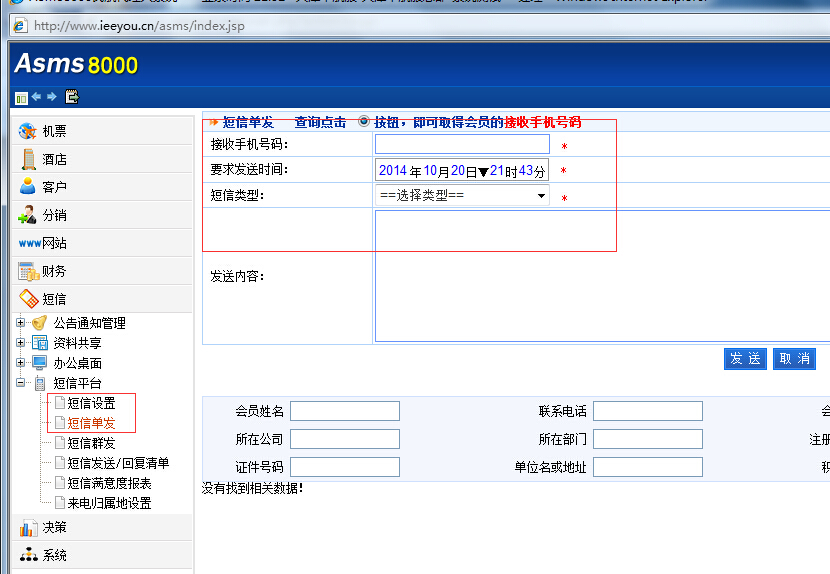 http://www.ieeyou.cn/asms/index.jsp
Asms8000
机票
酒店
客户
分销
www网站
财务
短信
公告通知管理
资料共享
办公桌面
短信平台
短信设置
短信单发
短信群发
短信发送/回复清单
短信满意度报表
来电归属地设置
决策
系统
短信单发 查询点击 按钮，即可取得会员的接收手机号码
接收手机号码： *
要求发送时间： 2014年10月20日▼21时43分 *
短信类型： ==选择类型== *
发送内容：
发 送 取 消
会员姓名 联系电话
所在公司 所在部门 注册
证件号码 单位名或地址
没有找到相关数据！